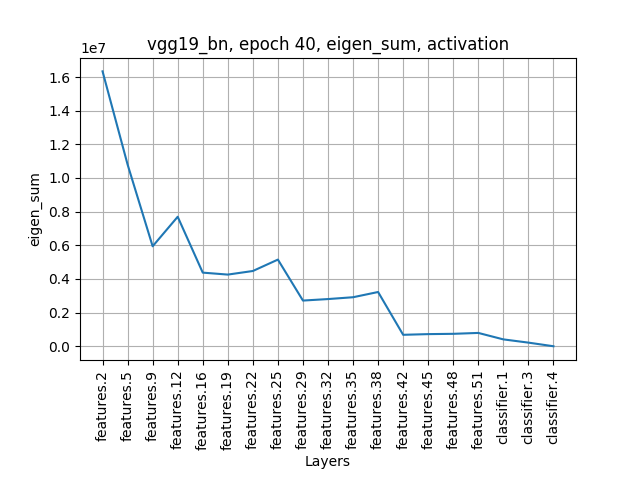 vgg19_bn, epoch 40, eigen_sum, activation
1e7
1.6
1.4
1.2
1.0
0.8
0.6
0.4
0.2
0.0
eigen_sum
features.2
features.5
features.9
features.12
features.16
features.19
features.22
features.25
features.29
features.32
features.35
features.38
features.42
features.45
features.48
features.51
classifier.1
classifier.3
classifier.4
Layers